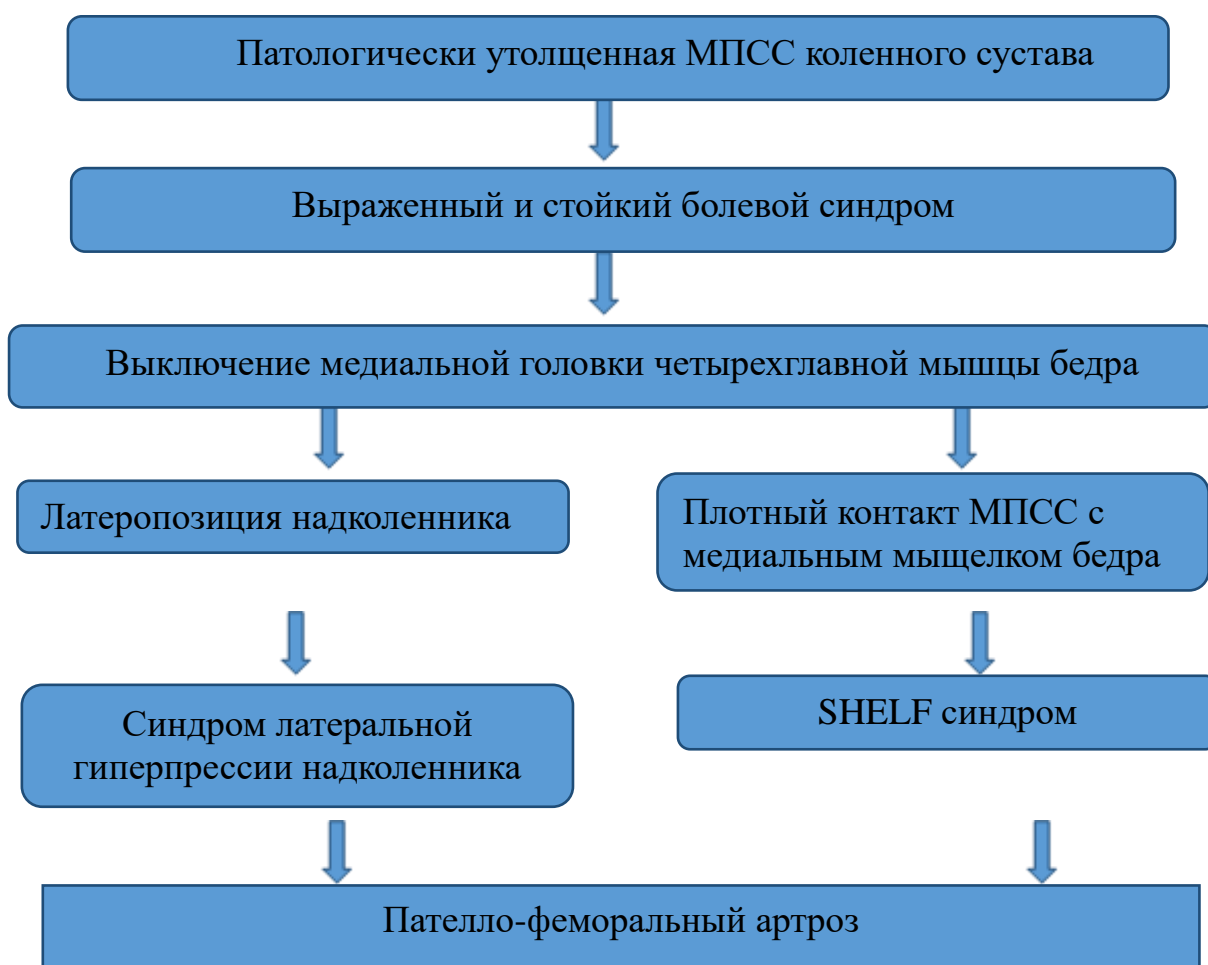 Патологически утолщенная МПСС коленного сустава
Выраженный и стойкий болевой синдром
Выключение медиальной головки четырехглавной мышцы бедра
Латеропозиция надколенника
Плотный контакт МПСС с
медиальным мыщелком бедра
Синдром латеральной
гиперпрессии надколенника
SHELF синдром
Пателло-феморальный артроз